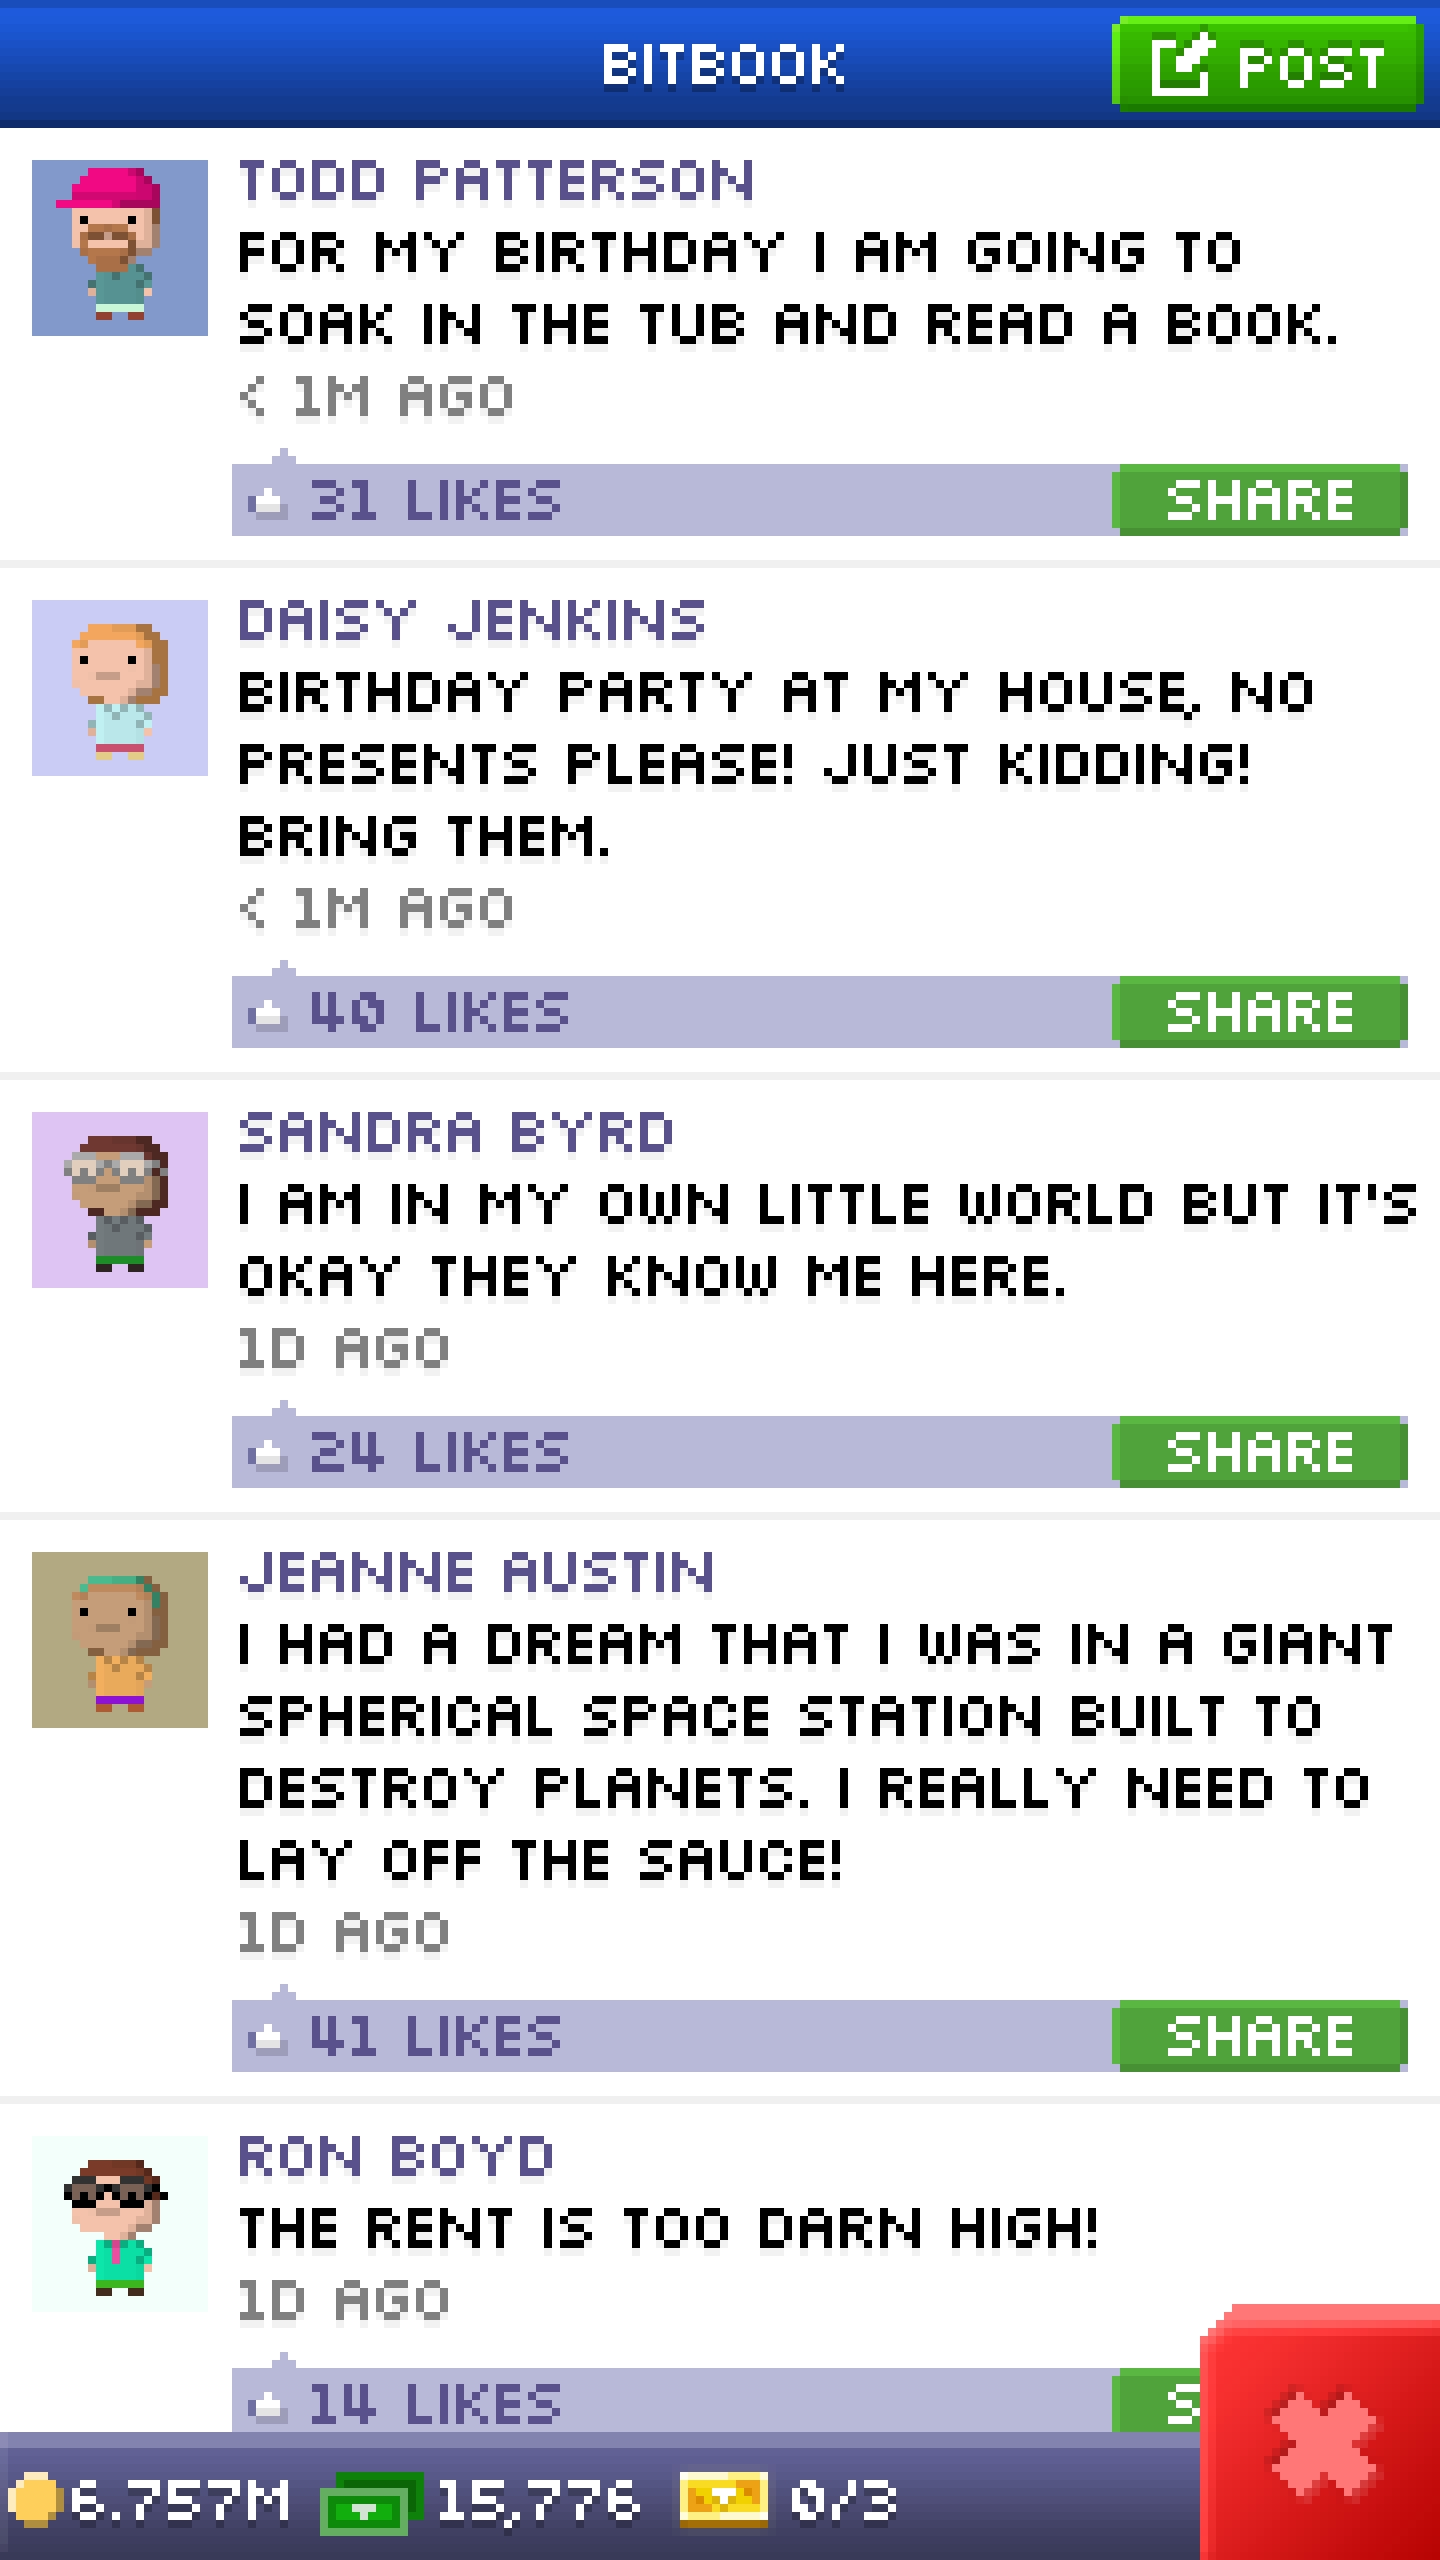 BITBOOK
POST
TODD PATTERSON
FOR MY BIRTHDAY I AM GOING TO
SOAK IN THE TUB AND READ A BOOK.
< 1M AGO
31 LIKES
SHARE
DAISY JENKINS
BIRTHDAY PARTY AT MY HOUSE, NO
PRESENTS PLEASE! JUST KIDDING!
BRING THEM.
< 1M AGO
40 LIKES
SHARE
SANDRA BYRD
I AM IN MY OWN LITTLE WORLD BUT IT'S
OKAY THEY KNOW ME HERE.
1D AGO
24 LIKES
SHARE
JEANNE AUSTIN
I HAD A DREAM THAT I WAS IN A GIANT
SPHERICAL SPACE STATION BUILT TO
DESTROY PLANETS. I REALLY NEED TO
LAY OFF THE SAUCE!
1D AGO
41 LIKES
SHARE
RON BOYD
THE RENT IS TOO DARN HIGH!
1D AGO
14 LIKES
S
6.757M 15,776 0/3